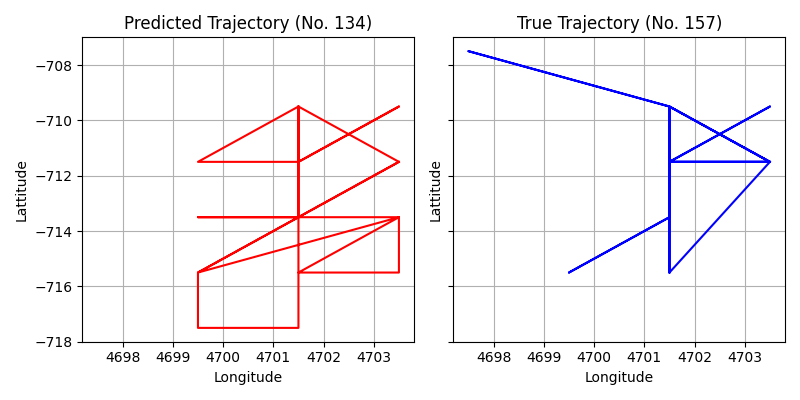 Predicted Trajectory (No. 134)
True Trajectory (No. 157)
−708
−710
−712
−714
−716
−718
Lattitude
Lattitude
4698 4699 4700 4701 4702 4703
4698 4699 4700 4701 4702 4703
Longitude
Longitude